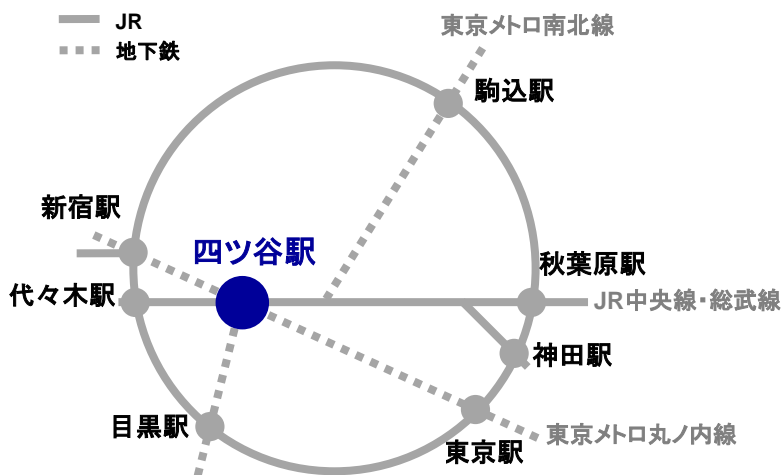 JR
地下鉄
東京メトロ南北線
駒込駅
新宿駅
四ツ谷駅
秋葉原駅
代々木駅
JR中央線・総武線
神田駅
目黒駅
東京駅
東京メトロ丸ノ内線